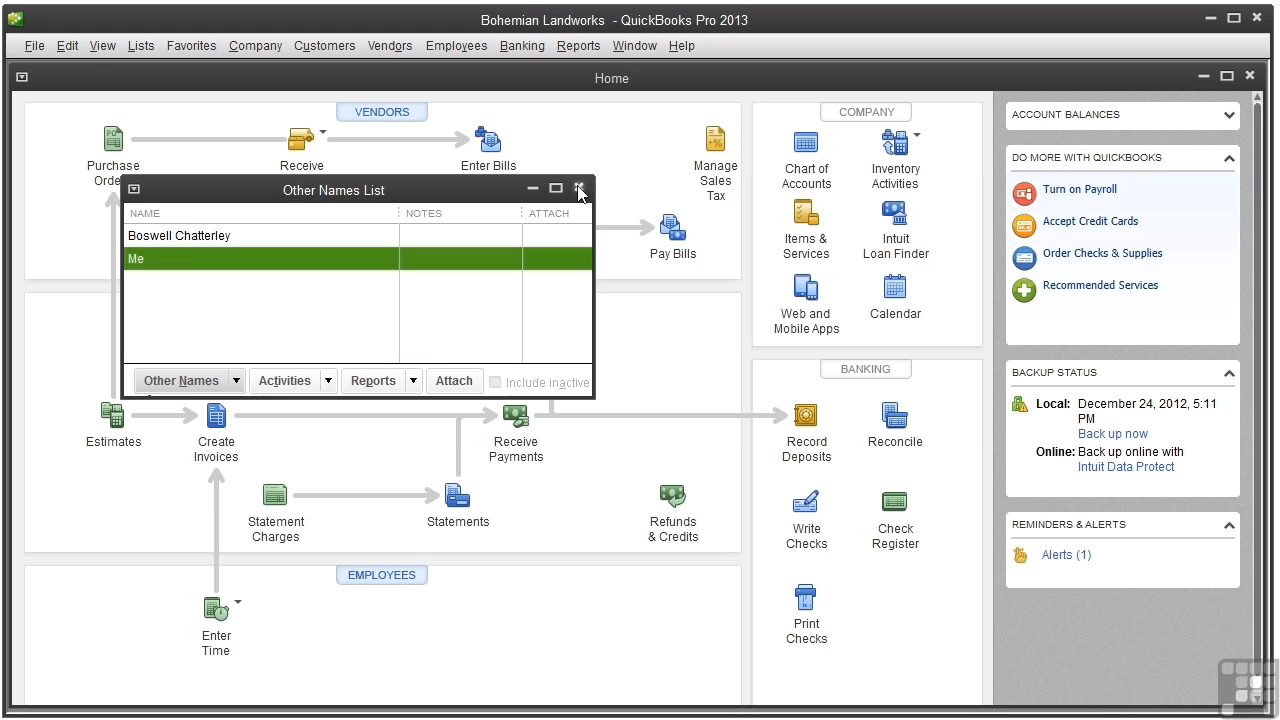 Bohemian Landworks - QuickBooks Pro 2013
File Edit View Lists Favorites Company Customers Vendors Employees Banking Reports Window Help
Home
VENDORS
Purchase
Orde
Receive
Enter Bills
Manage
Sales
Tax
Pay Bills
Other Names List
NAME NOTES ATTACH
Boswell Chatterley
Me
Other Names Activities Reports Attach Include inactive
Estimates
Create
Invoices
Receive
Payments
Statement
Charges
Statements
Refunds
& Credits
EMPLOYEES
Enter
Time
COMPANY
Chart of
Accounts
Inventory
Activities
Items &
Services
Intuit
Loan Finder
Web and
Mobile Apps
Calendar
BANKING
Record
Deposits
Reconcile
Write
Checks
Check
Register
Print
Checks
ACCOUNT BALANCES
DO MORE WITH QUICKBOOKS
Turn on Payroll
Accept Credit Cards
Order Checks & Supplies
Recommended Services
BACKUP STATUS
Local: December 24, 2012, 5:11
PM
Back up now
Online: Back up online with
Intuit Data Protect
REMINDERS & ALERTS
Alerts (1)